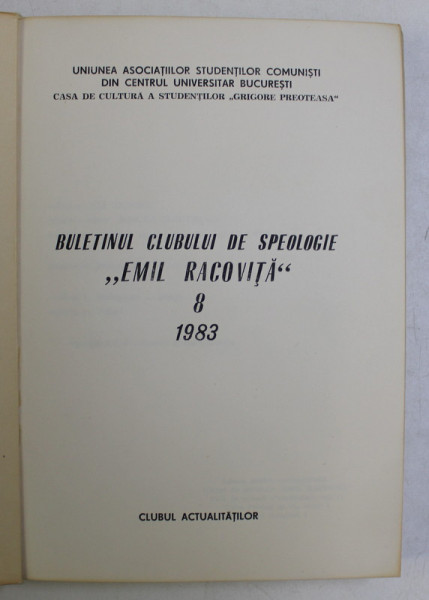 UNIUNEA ASOCIAȚIILOR STUDENȚILOR COMUNIȘTI
DIN CENTRUL UNIVERSITAR BUCUREȘTI
CASA DE CULTURĂ A STUDENȚILOR „GRIGORE PREOTEASA”
BULETINUL CLUBULUI DE SPEOLOGIE
„EMIL RACOVIȚĂ“
8
1983
CLUBUL ACTUALITĂȚILOR